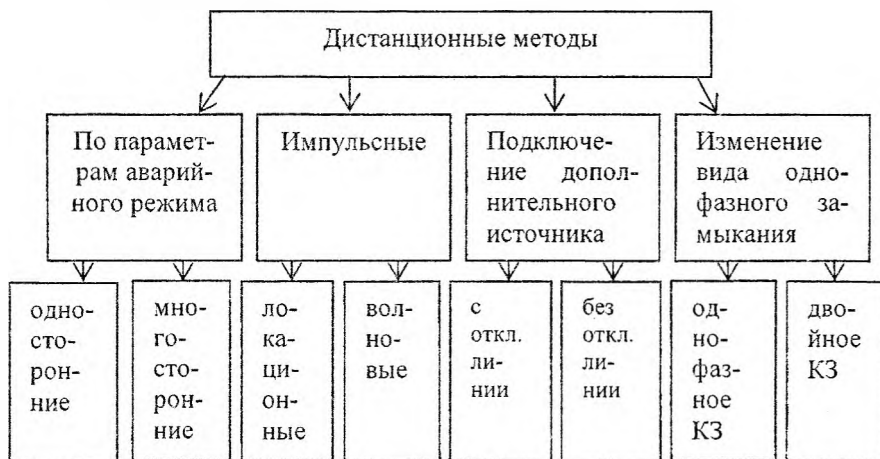 Дистанционные методы
По парамет-
рам аварий-
ного режима
Импульсные
Подключе-
ние допол-
нительного
источника
Изменение
вида одно-
фазного за-
мыкания
одно-
сто-
рон-
ние
мно-
го-
сто-
рон-
ние
ло-
ка-
ци-
он-
ные
вол-
но-
вые
с
откл.
ли-
нии
без
откл.
ли-
нии
од-
но-
фаз-
ное
КЗ
дво-
йное
КЗ